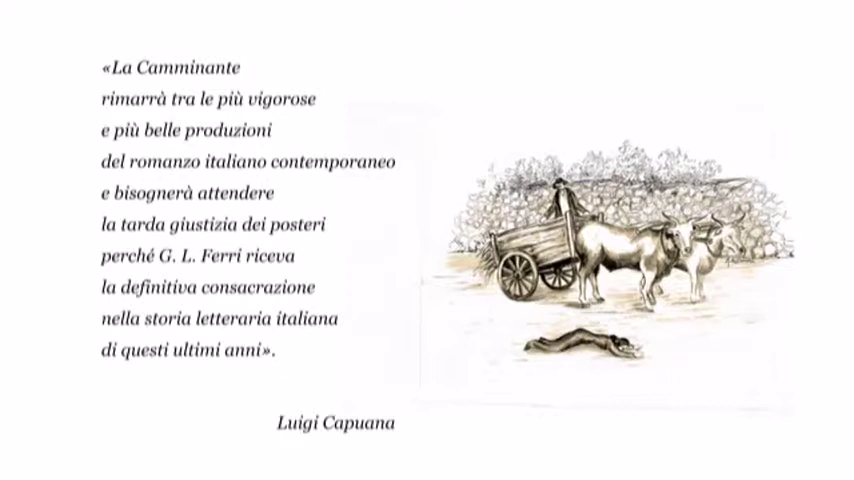 «La Camminante
rimarrà tra le più vigorose
e più belle produzioni
del romanzo italiano contemporaneo
e bisognerà attendere
la tarda giustizia dei posteri
perché G. L. Ferri riceva
la definitiva consacrazione
nella storia letteraria italiana
di questi ultimi anni».
Luigi Capuana